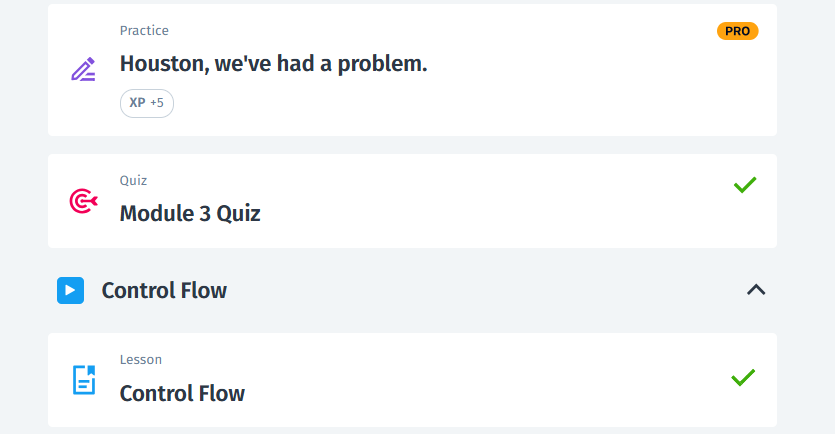 Practice
PRO
Houston, we've had a problem.
XP +5
Quiz
Module 3 Quiz
Control Flow
Lesson
Control Flow